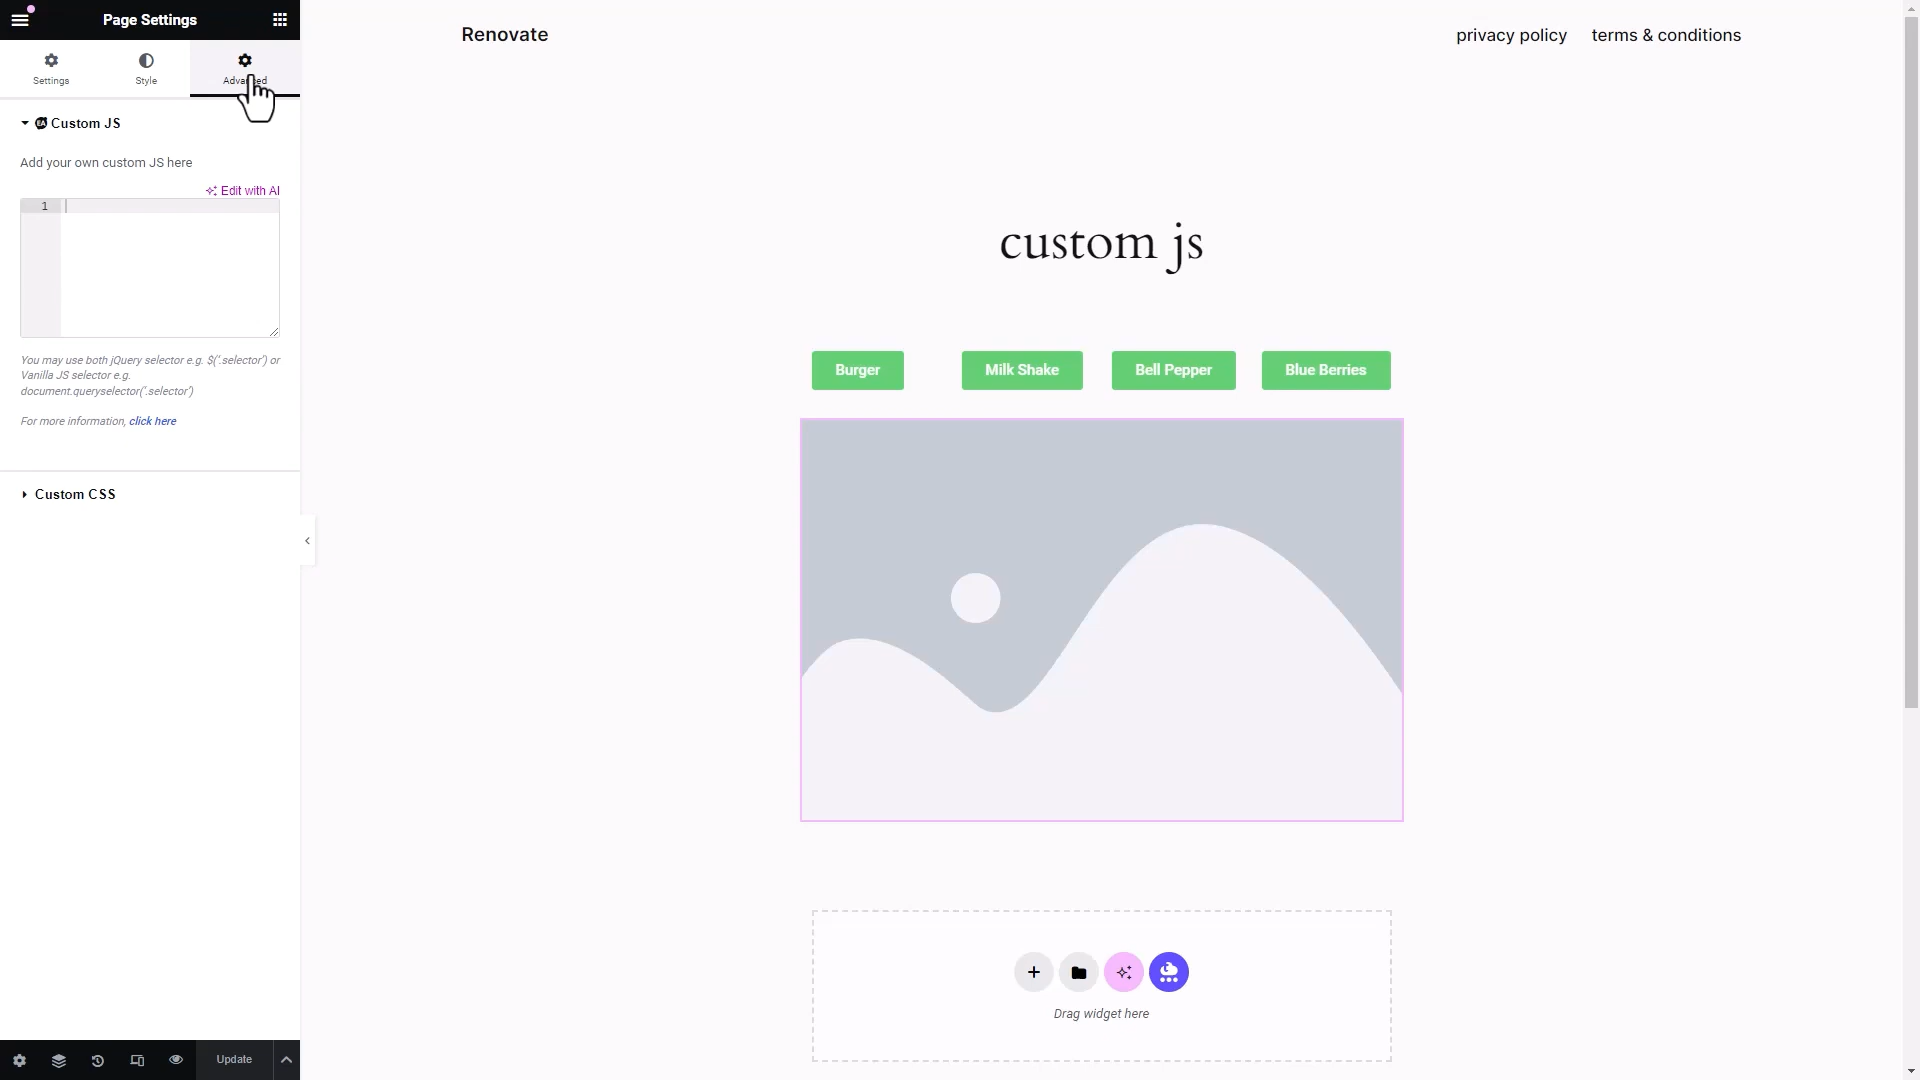 Page Settings
Settings
Style
Advanced
Custom JS
Add your own custom JS here
Edit with AI
1
You may use both jQuery selector e.g. $('.selector') or
Vanilla JS selector e.g.
document.queryselector('.selector')
For more information, click here
Custom CSS
Update
Renovate
privacy policy
terms & conditions
custom js
Burger
Milk Shake
Bell Pepper
Blue Berries
Drag widget here